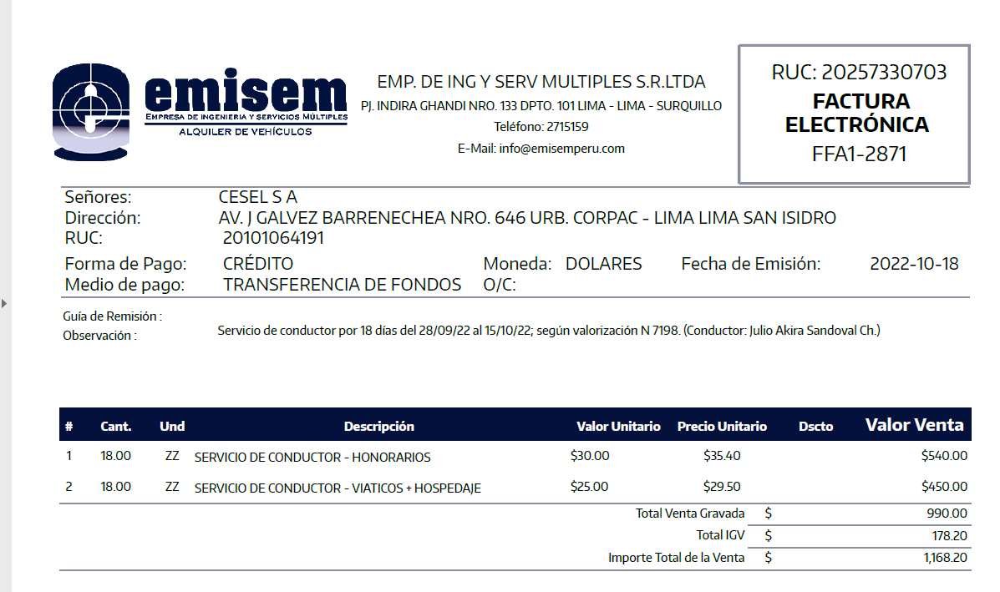 emisem
EMPRESA DE INGENIERIA Y SERVICIOS MÚLTIPLES
ALQUILER DE VEHÍCULOS
EMP. DE ING Y SERV MULTIPLES S.R.LTDA
PJ. INDIRA GHANDI NRO. 133 DPTO. 101 LIMA - LIMA - SURQUILLO
Teléfono: 2715159
E-Mail: info@emisemperu.com
RUC: 20257330703
FACTURA
ELECTRÓNICA
FFA1-2871
Señores: CESEL S A
Dirección: AV. J GALVEZ BARRENECHEA NRO. 646 URB. CORPAC - LIMA LIMA SAN ISIDRO
RUC: 20101064191
Forma de Pago: CRÉDITO Moneda: DOLARES Fecha de Emisión: 2022-10-18
Medio de pago: TRANSFERENCIA DE FONDOS O/C:
Guía de Remisión :
Observación : Servicio de conductor por 18 días del 28/09/22 al 15/10/22; según valorización N 7198. (Conductor: Julio Akira Sandoval Ch.)
# Cant. Und Descripción Valor Unitario Precio Unitario Dscto Valor Venta
1 18.00 ZZ SERVICIO DE CONDUCTOR - HONORARIOS $30.00 $35.40 $540.00
2 18.00 ZZ SERVICIO DE CONDUCTOR - VIATICOS + HOSPEDAJE $25.00 $29.50 $450.00
Total Venta Gravada $ 990.00
Total IGV $ 178.20
Importe Total de la Venta $ 1,168.20